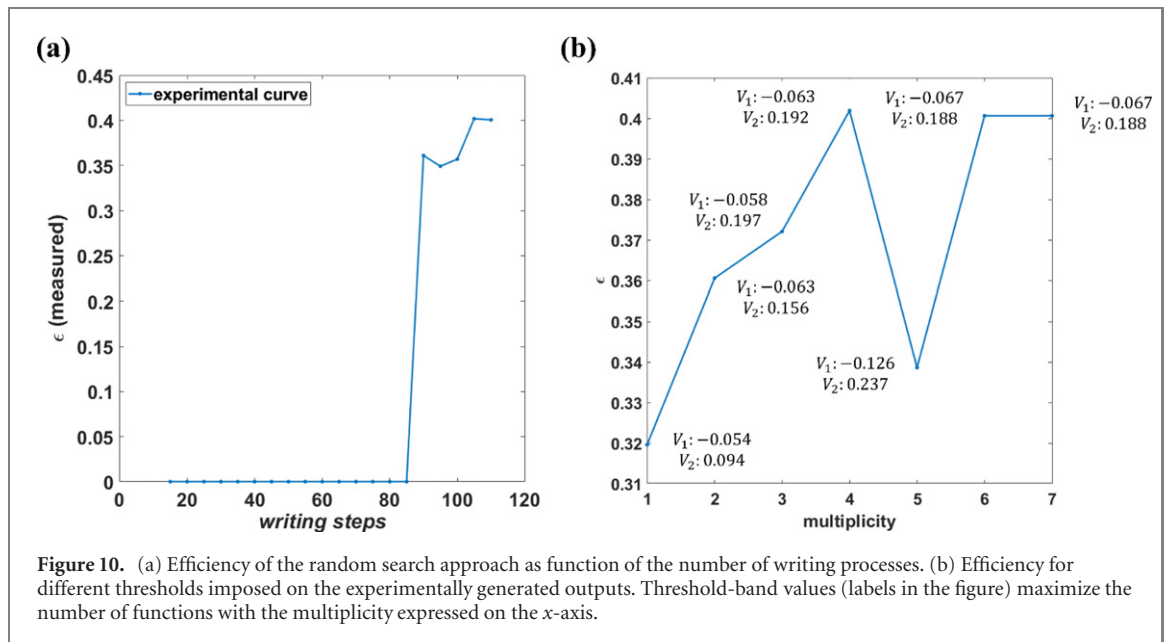 (a)
0.45
0.4
0.35
0.3
0.25
0.2
0.15
0.1
0.05
0
ϵ (measured)
experimental curve
0 20 40 60 80 100 120
writing steps
(b)
0.41
0.4
0.39
0.38
0.37
0.36
0.35
0.34
0.33
0.32
0.31
ϵ
V₁: −0.054
V₂: 0.094
V₁: −0.063
V₂: 0.156
V₁: −0.058
V₂: 0.197
V₁: −0.063
V₂: 0.192
V₁: −0.126
V₂: 0.237
V₁: −0.067
V₂: 0.188
V₁: −0.067
V₂: 0.188
1 2 3 4 5 6 7
multiplicity
Figure 10. (a) Efficiency of the random search approach as function of the number of writing processes. (b) Efficiency for
different thresholds imposed on the experimentally generated outputs. Threshold-band values (labels in the figure) maximize the
number of functions with the multiplicity expressed on the x-axis.